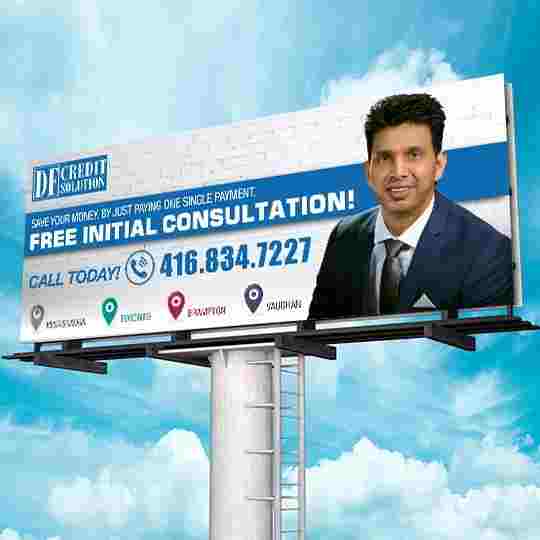 DF CREDIT
SOLUTION
SAVE YOUR MONEY, BY JUST PAYING ONE SINGLE PAYMENT.
FREE INITIAL CONSULTATION!
CALL TODAY! 416.834.7227
BRAMPTON VAUGHAN